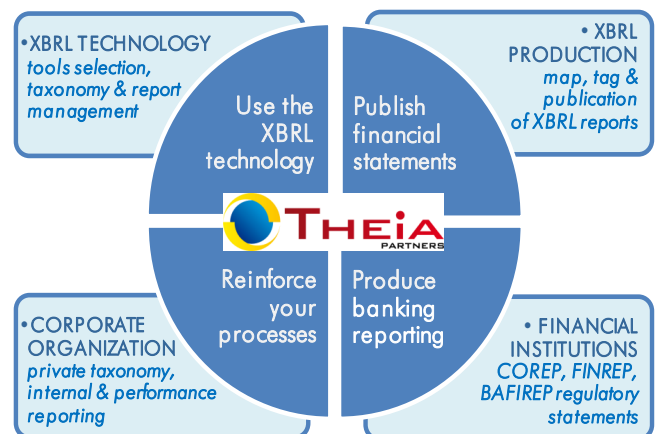 •XBRL TECHNOLOGY
tools selection,
taxonomy & report
management
• XBRL
PRODUCTION
map, tag &
publication
of XBRL reports
Use the
XBRL
technology
Publish
financial
statements
THEiA
PARTNERS
Reinforce
your
processes
Produce
banking
reporting
•CORPORATE
ORGANIZATION
private taxonomy,
internal & performance
reporting
• FINANCIAL
INSTITUTIONS
COREP, FINREP,
BAFIREP regulatory
statements